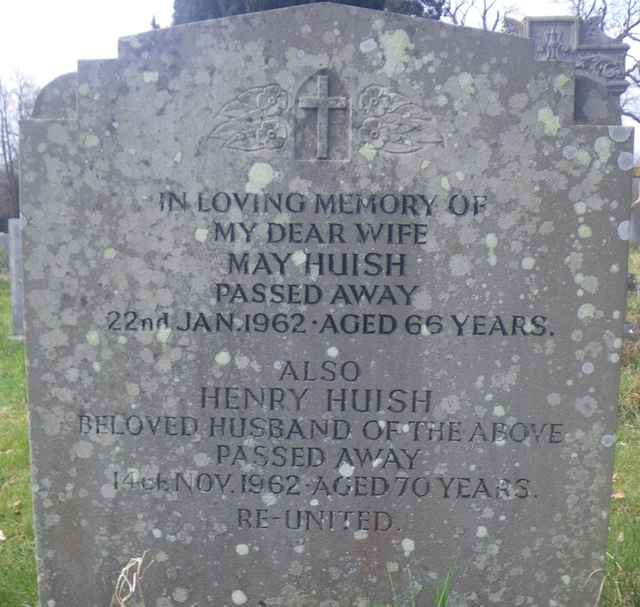 IN LOVING MEMORY OF
MY DEAR WIFE
MAY HUISH
PASSED AWAY
22nd JAN. 1962 · AGED 66 YEARS.
ALSO
HENRY HUISH
BELOVED HUSBAND OF THE ABOVE
PASSED AWAY
14th NOV. 1962 · AGED 70 YEARS.
RE-UNITED.